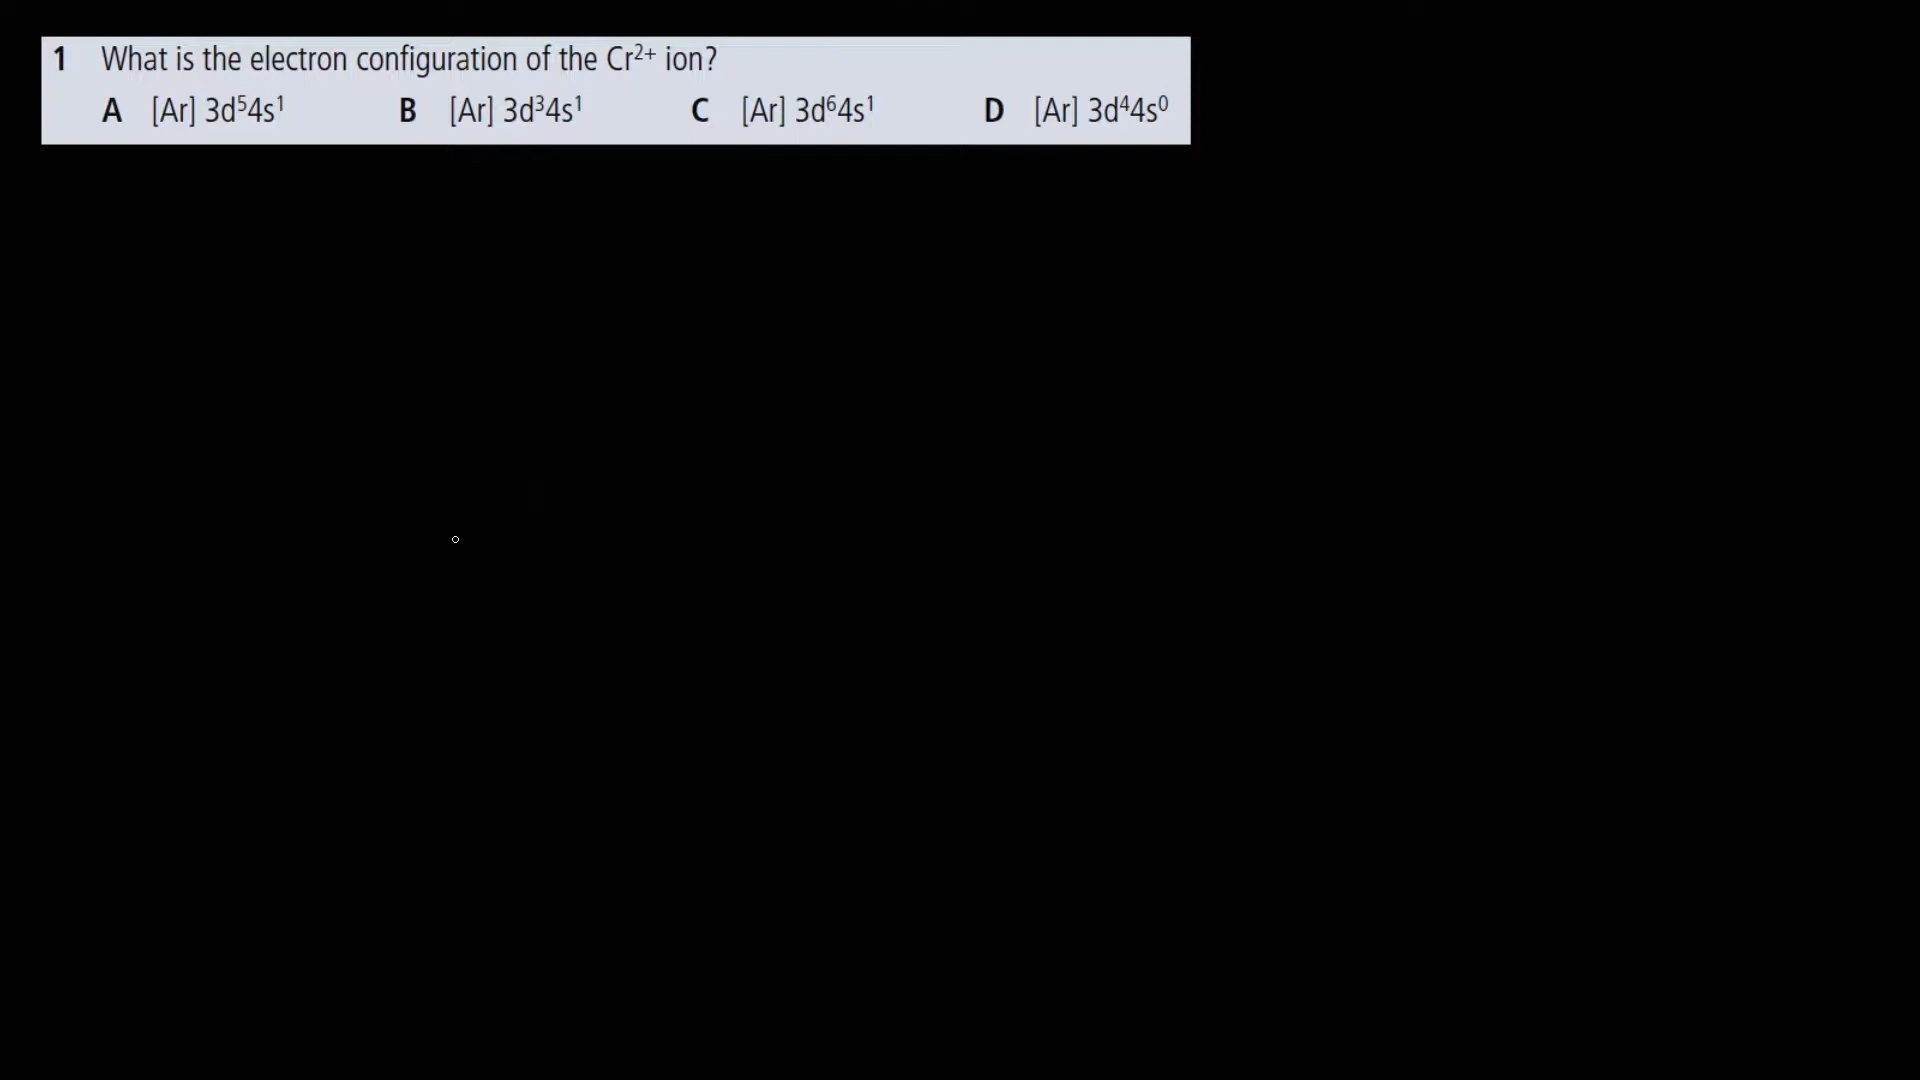 1 What is the electron configuration of the Cr²⁺ ion?
A [Ar] 3d⁵4s¹ B [Ar] 3d³4s¹ C [Ar] 3d⁶4s¹ D [Ar] 3d⁴4s⁰